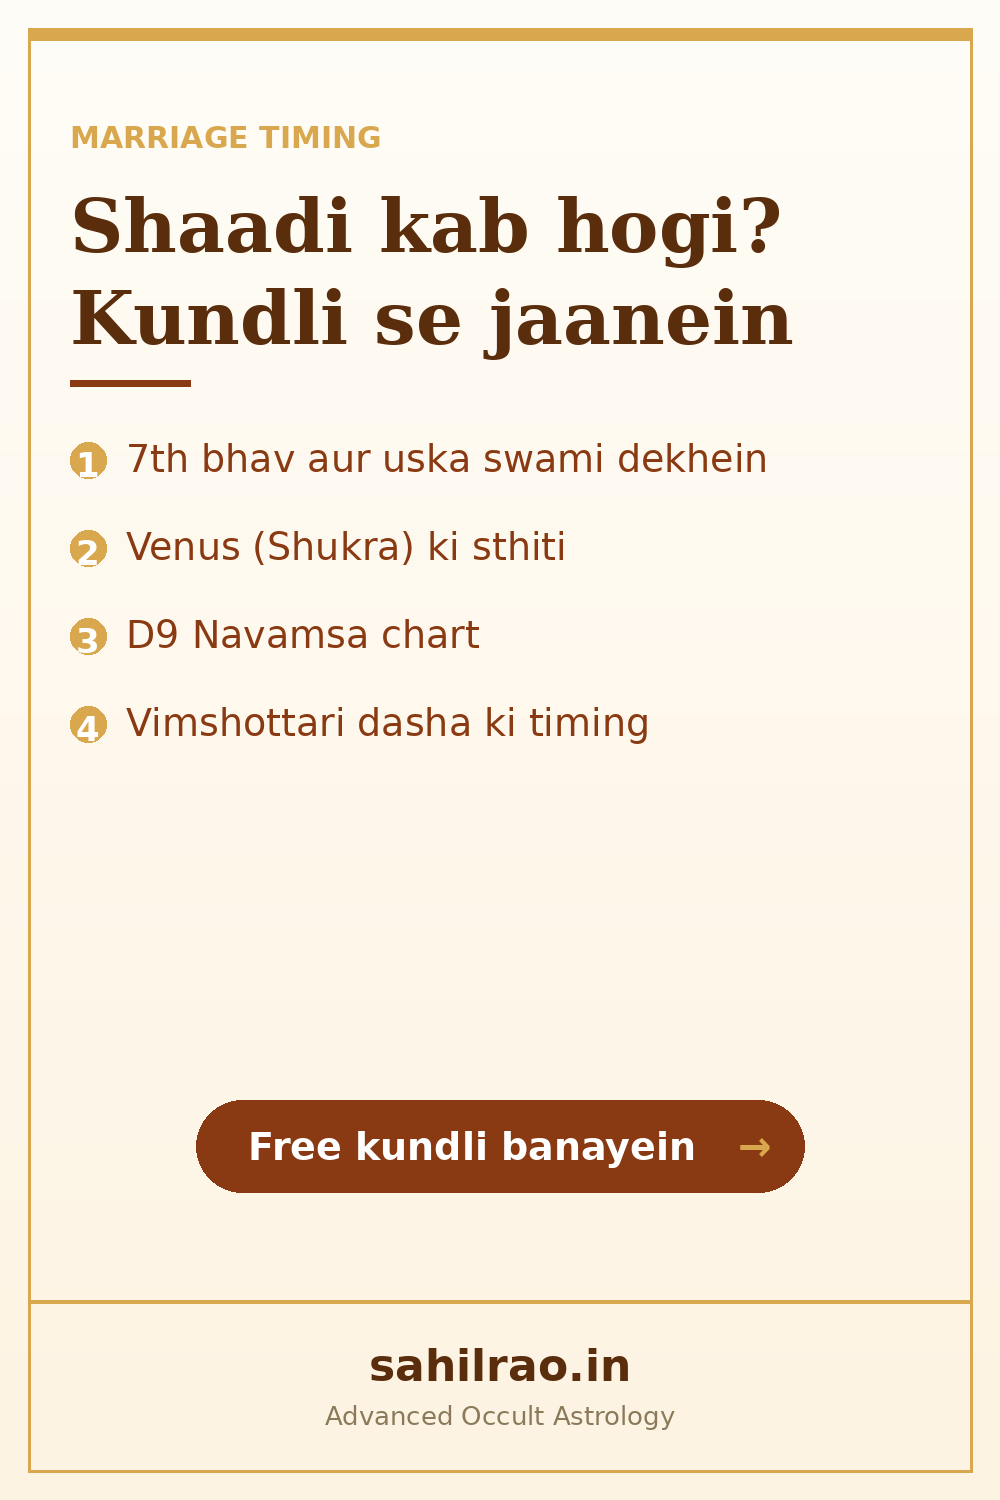 MARRIAGE TIMING
Shaadi kab hogi?
Kundli se jaanein
1 7th bhav aur uska swami dekhein
2 Venus (Shukra) ki sthiti
3 D9 Navamsa chart
4 Vimshottari dasha ki timing
Free kundli banayein →
sahilrao.in
Advanced Occult Astrology